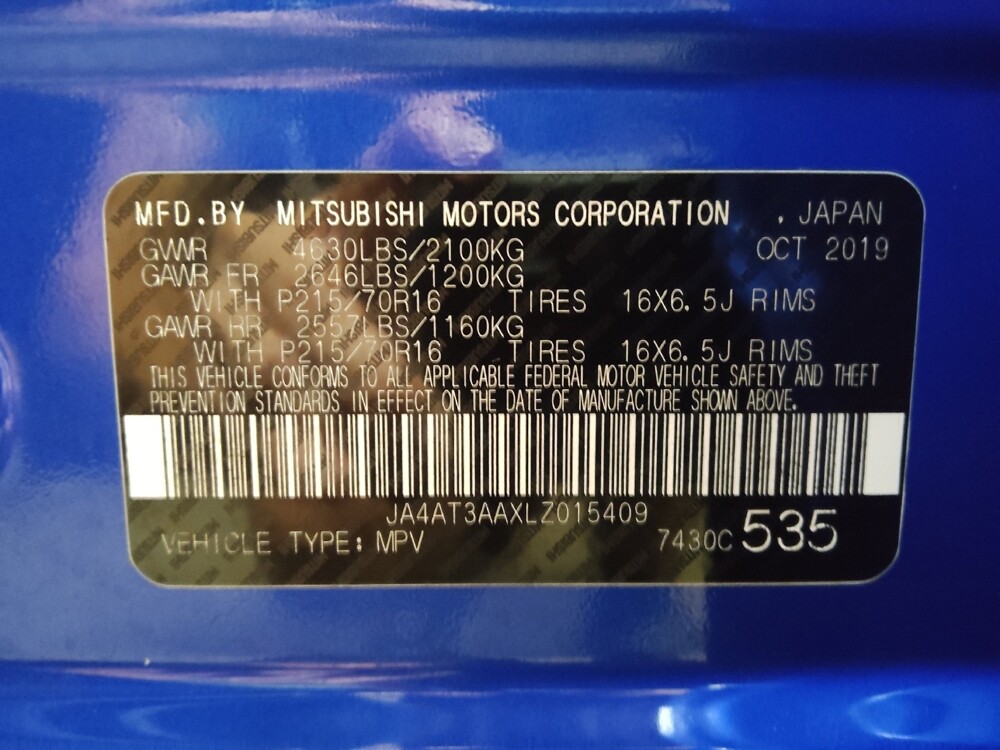 MFD.BY MITSUBISHI MOTORS CORPORATION . JAPAN
GVWR 4630LBS/2100KG OCT 2019
GAWR FR 2646LBS/1200KG
WITH P215/70R16 TIRES 16X6.5J RIMS
GAWR RR 2557LBS/1160KG
WITH P215/70R16 TIRES 16X6.5J RIMS
THIS VEHICLE CONFORMS TO ALL APPLICABLE FEDERAL MOTOR VEHICLE SAFETY AND THEFT
PREVENTION STANDARDS IN EFFECT ON THE DATE OF MANUFACTURE SHOWN ABOVE.
JA4AT3AAXLZ015409
VEHICLE TYPE: MPV 7430C 535